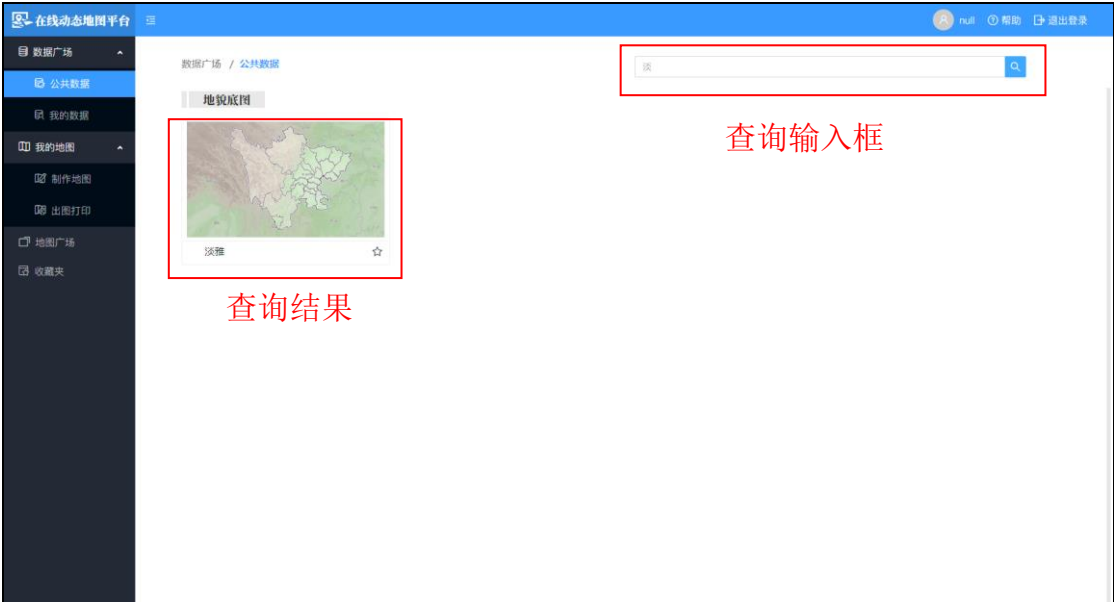 在线动态地图平台
null 帮助 退出登录
数据广场
公共数据
我的数据
我的地图
制作地图
出图打印
地图广场
收藏夹
数据广场 / 公共数据
淡
查询输入框
地貌底图
淡雅
查询结果